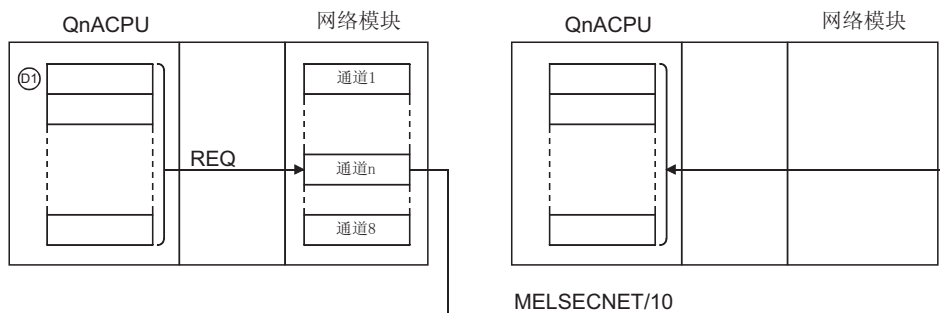 QnACPU
网络模块
D1
通道1
REQ
通道n
通道8
QnACPU
网络模块
MELSECNET/10